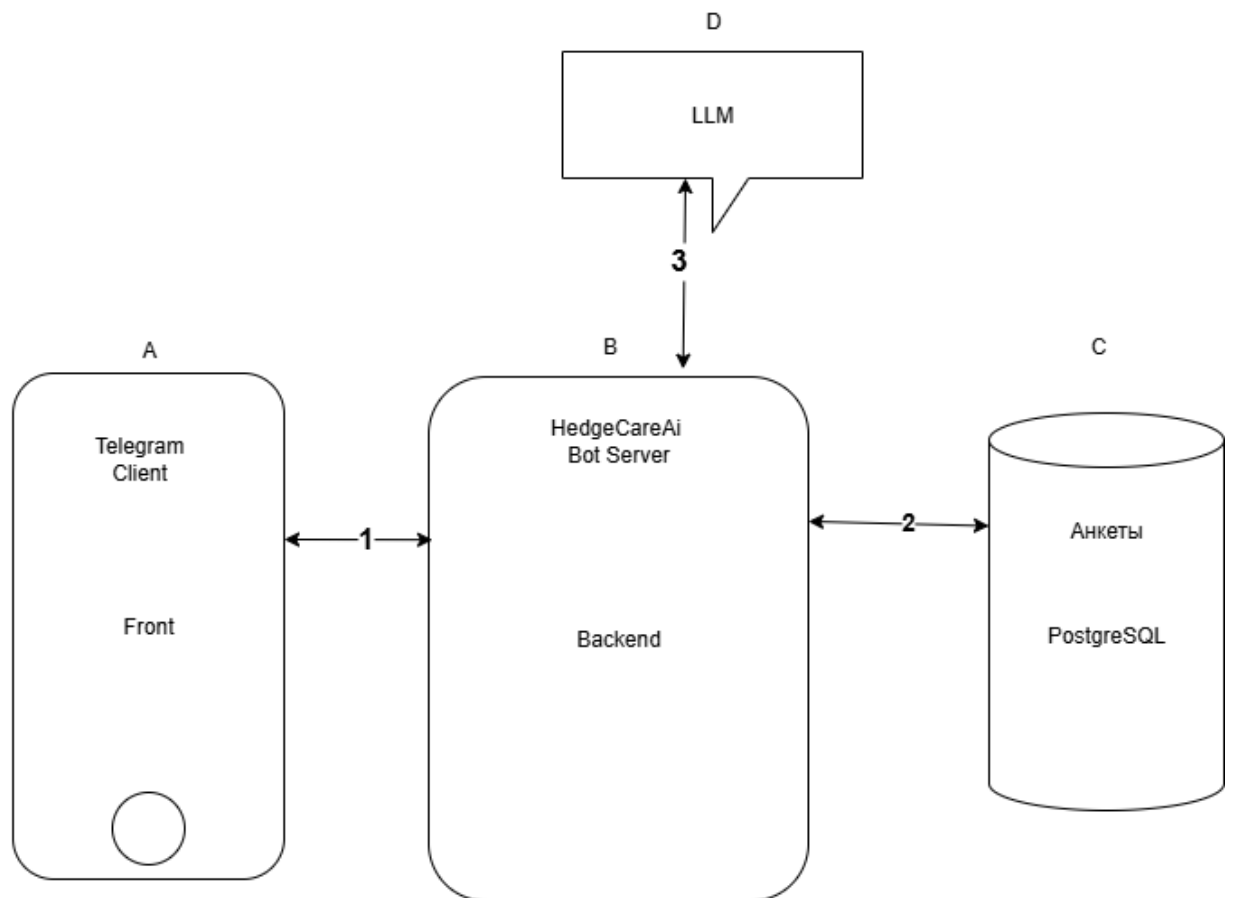 D
LLM
3
A
B
C
Telegram
Client
HedgeCareAi
Bot Server
1
2
Анкеты
Front
Backend
PostgreSQL